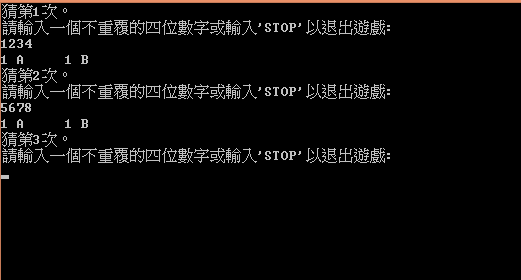 猜第1次。
請輸入一個不重覆的四位數字或輸入'STOP'以退出遊戲:
1234
1 A 1 B
猜第2次。
請輸入一個不重覆的四位數字或輸入'STOP'以退出遊戲:
5678
1 A 1 B
猜第3次。
請輸入一個不重覆的四位數字或輸入'STOP'以退出遊戲: